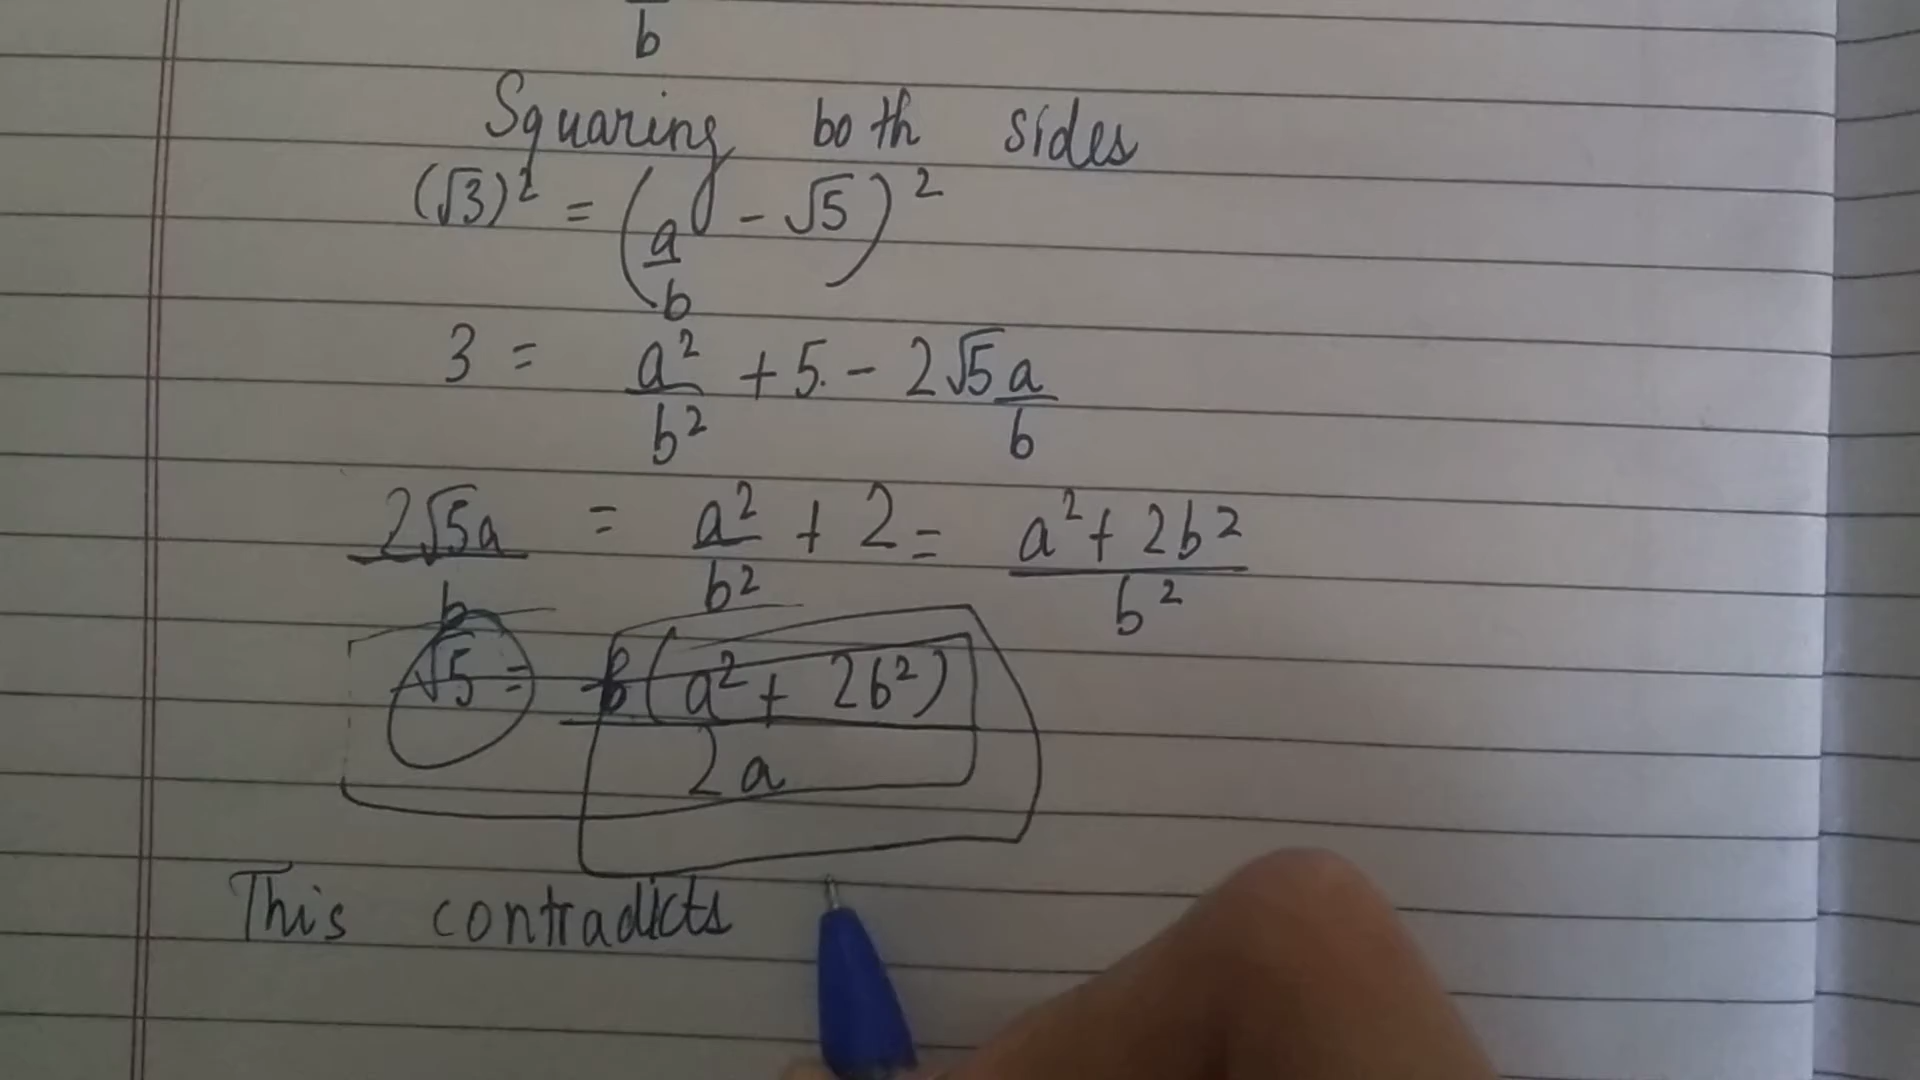 b
Squaring both sides
(√3)² = (a/b - √5)²
3 = a²/b² + 5 - 2√5 a/b
2√5a/b = a²/b² + 2 = a² + 2b²/b²
√5 = (a² + 2b²)/2a
This contradicts